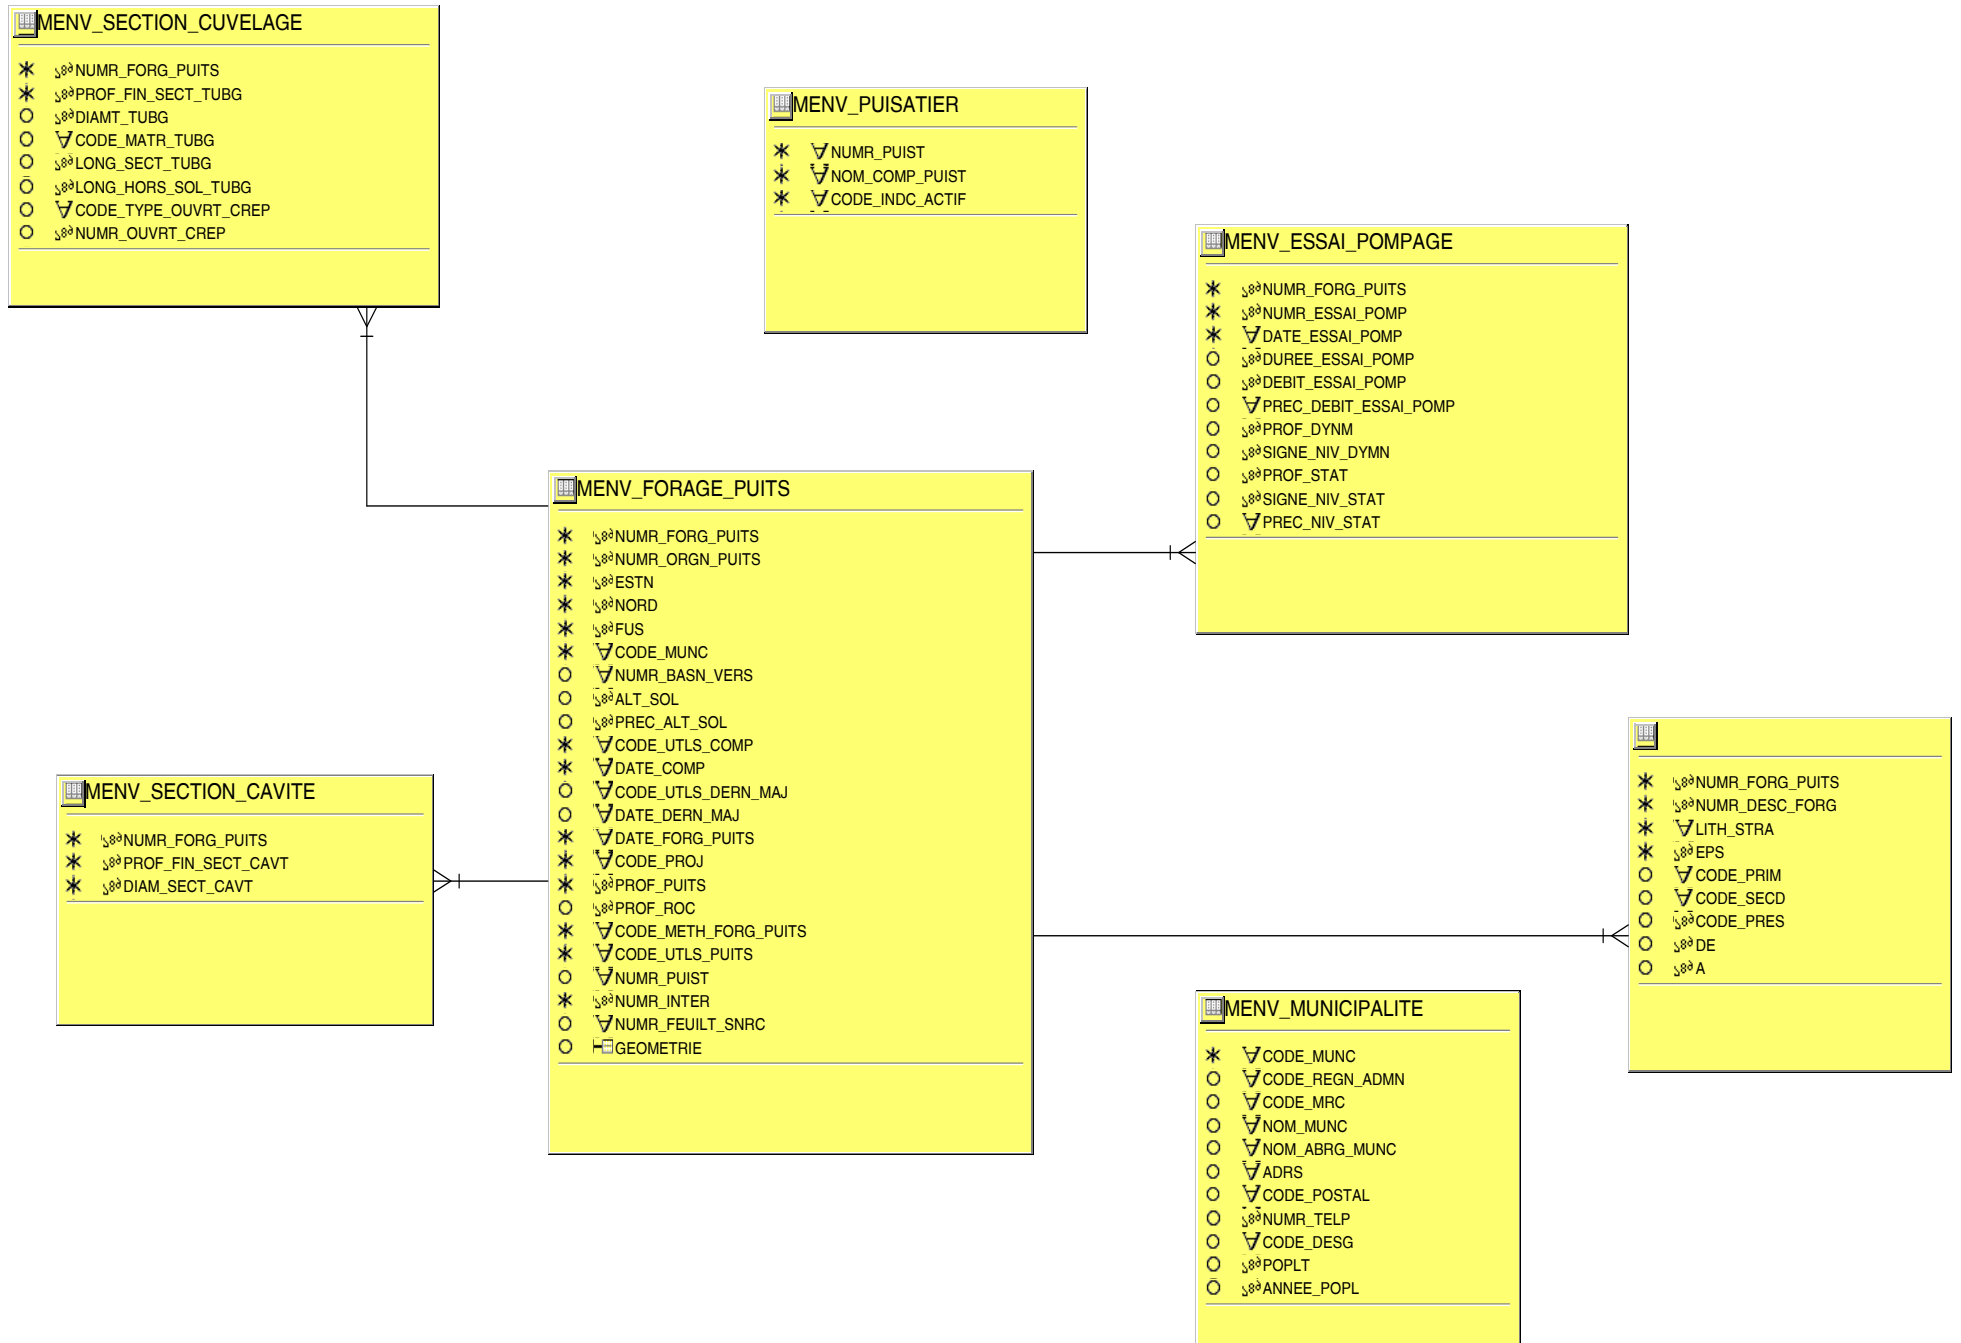 MENV_SECTION_CUVELAGE
NUMR_FORG_PUITS
PROF_FIN_SECT_TUBG
DIAMT_TUBG
CODE_MATR_TUBG
LONG_SECT_TUBG
LONG_HORS_SOL_TUBG
CODE_TYPE_OUVRT_CREP
NUMR_OUVRT_CREP
MENV_PUISATIER
NUMR_PUIST
NOM_COMP_PUIST
CODE_INDC_ACTIF
MENV_ESSAI_POMPAGE
NUMR_FORG_PUITS
NUMR_ESSAI_POMP
DATE_ESSAI_POMP
DUREE_ESSAI_POMP
DEBIT_ESSAI_POMP
PREC_DEBIT_ESSAI_POMP
PROF_DYNM
SIGNE_NIV_DYMN
PROF_STAT
SIGNE_NIV_STAT
PREC_NIV_STAT
MENV_FORAGE_PUITS
NUMR_FORG_PUITS
NUMR_ORGN_PUITS
ESTN
NORD
FUS
CODE_MUNC
NUMR_BASN_VERS
ALT_SOL
PREC_ALT_SOL
CODE_UTLS_COMP
DATE_COMP
CODE_UTLS_DERN_MAJ
DATE_DERN_MAJ
DATE_FORG_PUITS
CODE_PROJ
PROF_PUITS
PROF_ROC
CODE_METH_FORG_PUITS
CODE_UTLS_PUITS
NUMR_PUIST
NUMR_INTER
NUMR_FEUILT_SNRC
GEOMETRIE
MENV_SECTION_CAVITE
NUMR_FORG_PUITS
PROF_FIN_SECT_CAVT
DIAM_SECT_CAVT
NUMR_FORG_PUITS
NUMR_DESC_FORG
LITH_STRA
EPS
CODE_PRIM
CODE_SECD
CODE_PRES
DE
A
MENV_MUNICIPALITE
CODE_MUNC
CODE_REGN_ADMN
CODE_MRC
NOM_MUNC
NOM_ABRG_MUNC
ADRS
CODE_POSTAL
NUMR_TELP
CODE_DESG
POPLT
ANNEE_POPL